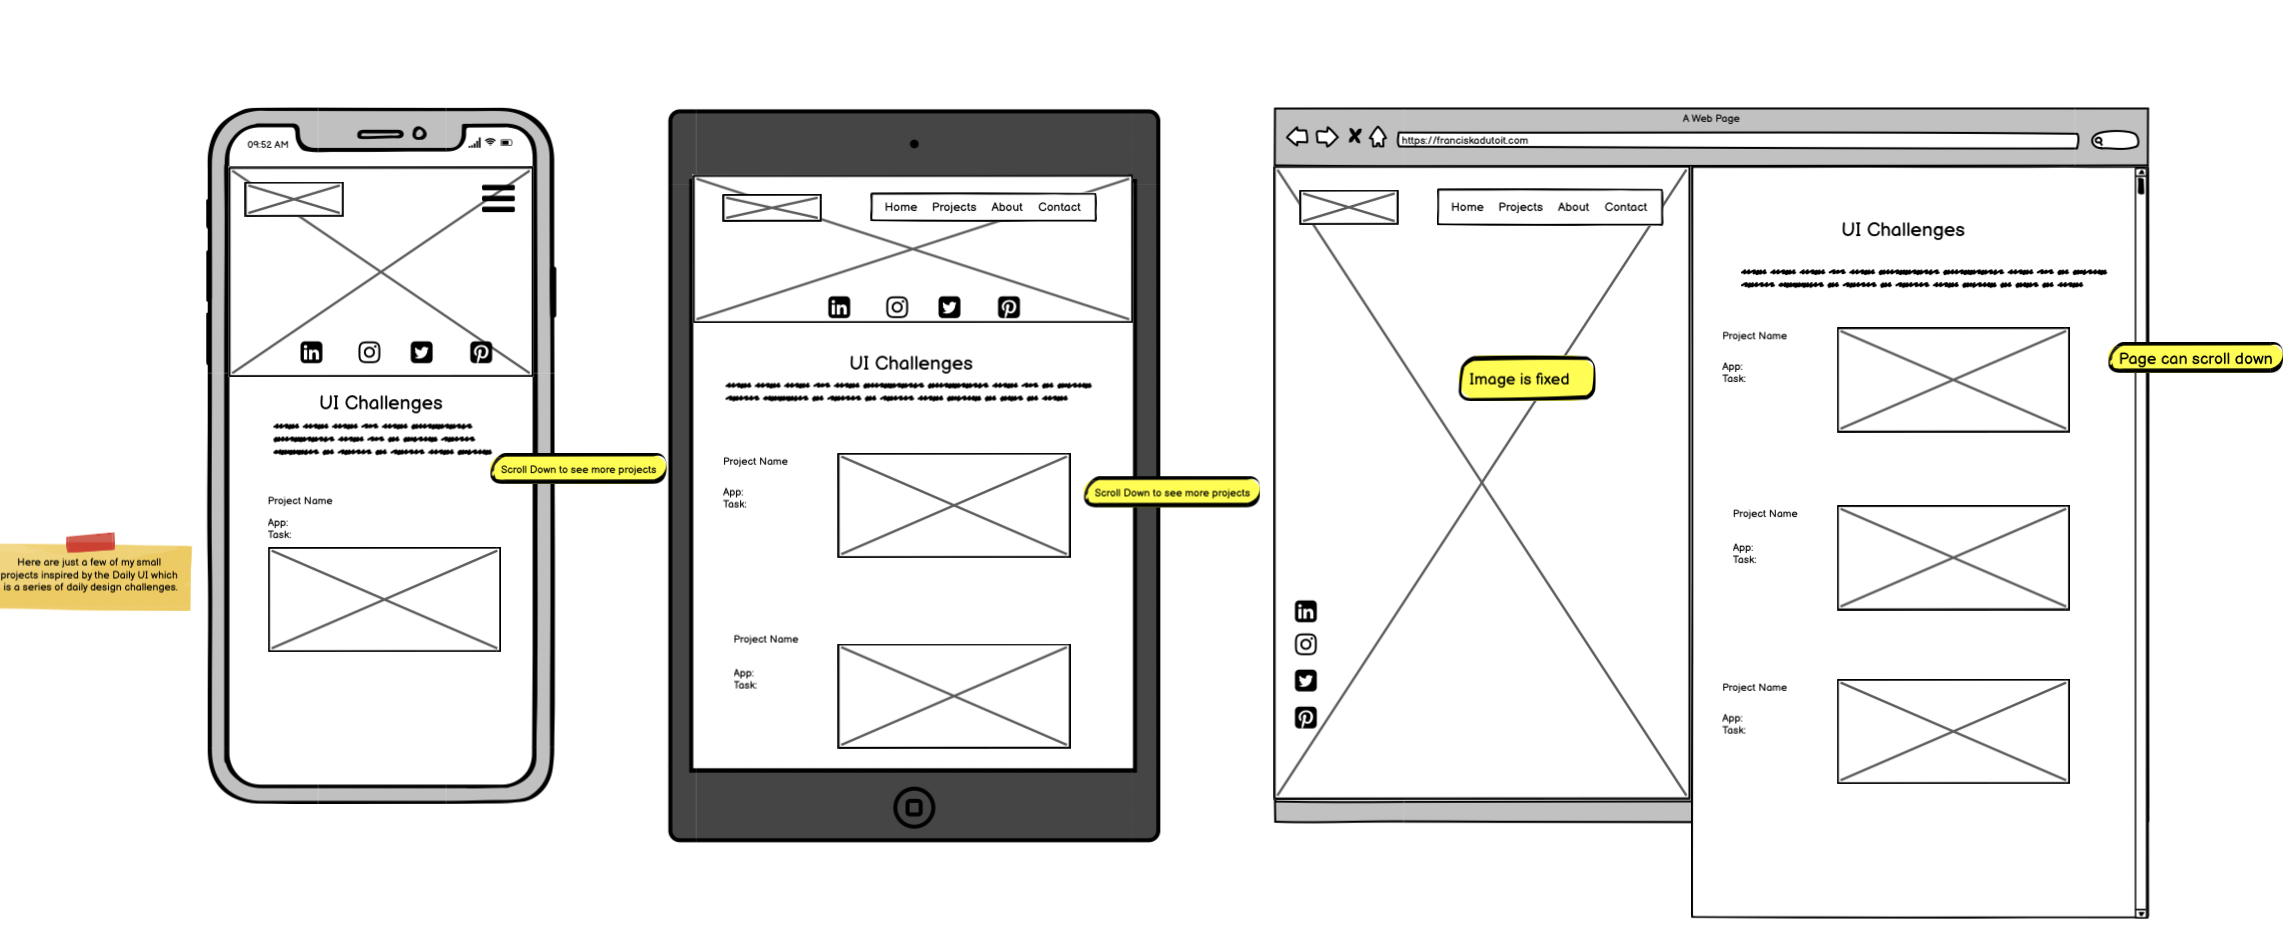 Here are just a few of my small
projects inspired by the Daily UI which
is a series of daily design challenges.
09:52 AM
UI Challenges
Scroll Down to see more projects
Project Name
App:
Task:
Home Projects About Contact
UI Challenges
Project Name
App:
Task:
Scroll Down to see more projects
Project Name
App:
Task:
A Web Page
https://franciskadutoit.com
Home Projects About Contact
Image is fixed
UI Challenges
Project Name
App:
Task:
Page can scroll down
Project Name
App:
Task:
Project Name
App:
Task: